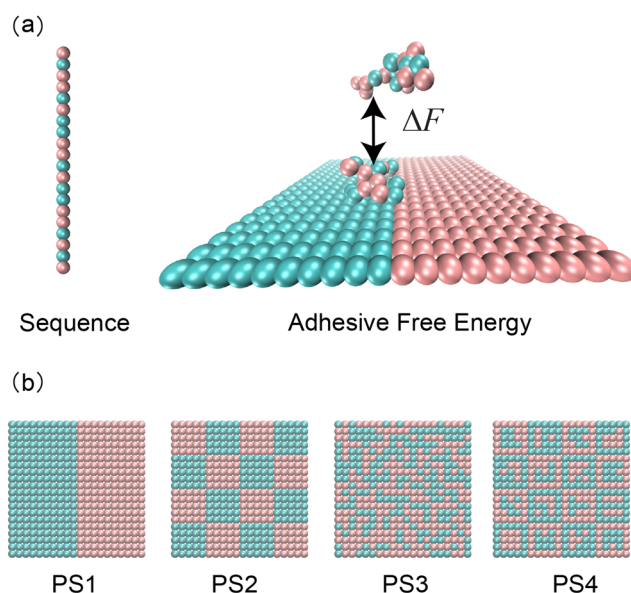 (a)
ΔF
Sequence
Adhesive Free Energy
(b)
PS1
PS2
PS3
PS4